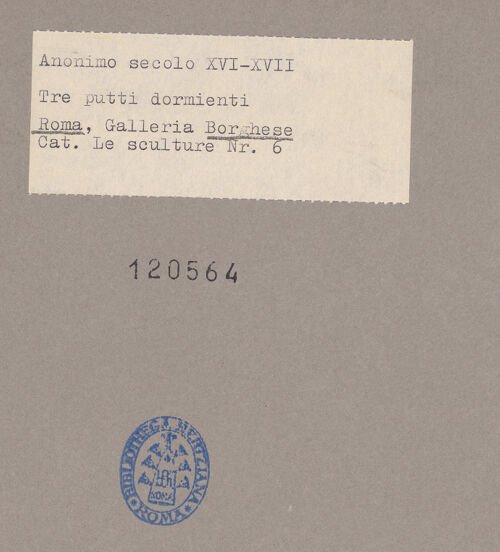 Anonimo secolo XVI-XVII
Tre putti dormienti
Roma, Galleria Borghese
Cat. Le sculture Nr. 6
120564
BIBLIOTHECA HERTZIANA
ROMA
ROMA